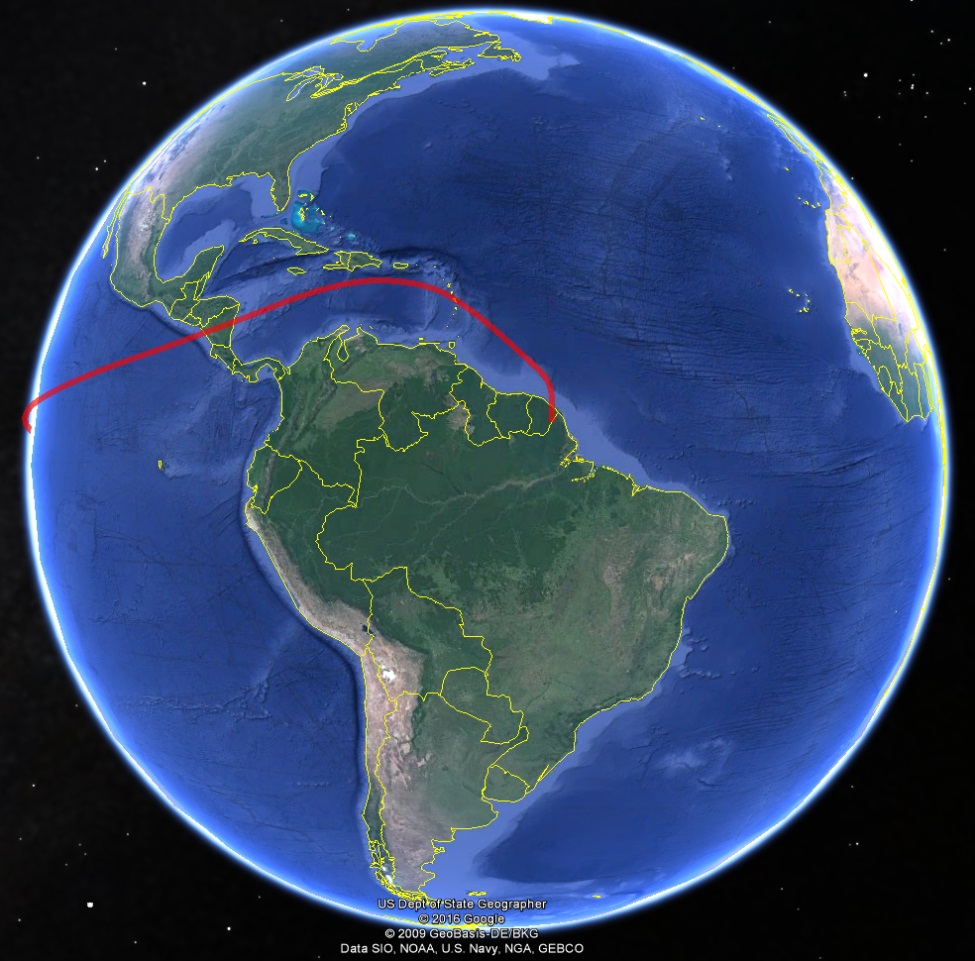 US Dept of State Geographer
© 2016 Google
© 2009 GeoBasis-DE/BKG
Data SIO, NOAA, U.S. Navy, NGA, GEBCO